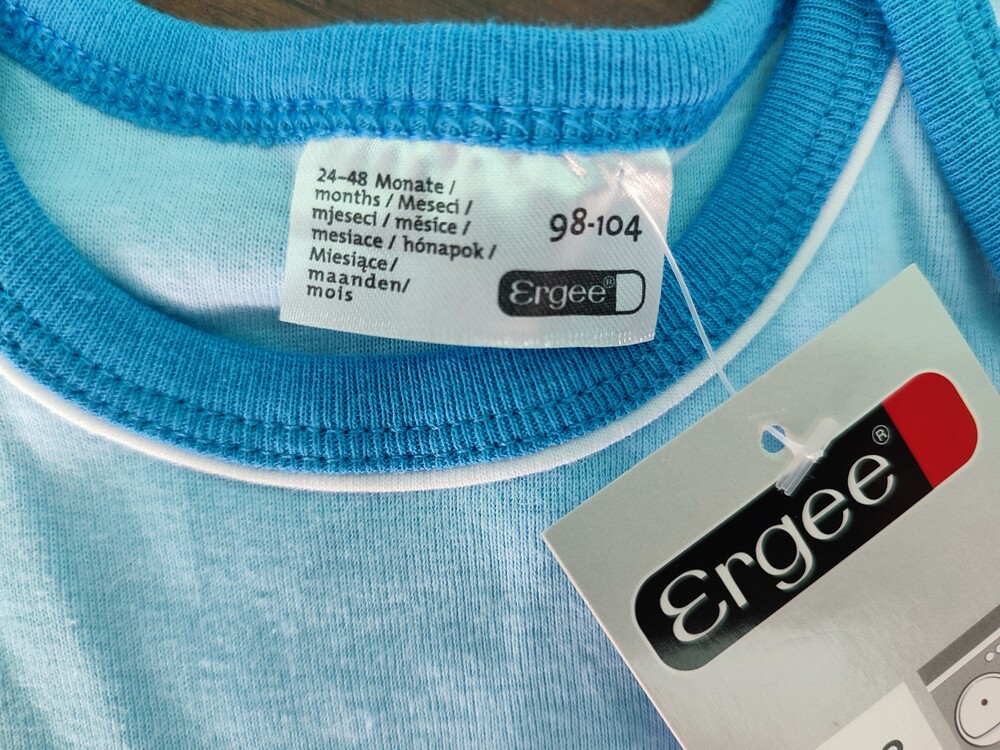 24–48 Monate /
months / Meseci /
mjeseci / měsíce /
mesiace / hónapok /
Miesiące/
maanden/
mois
98-104
Ergee®
Ergee®